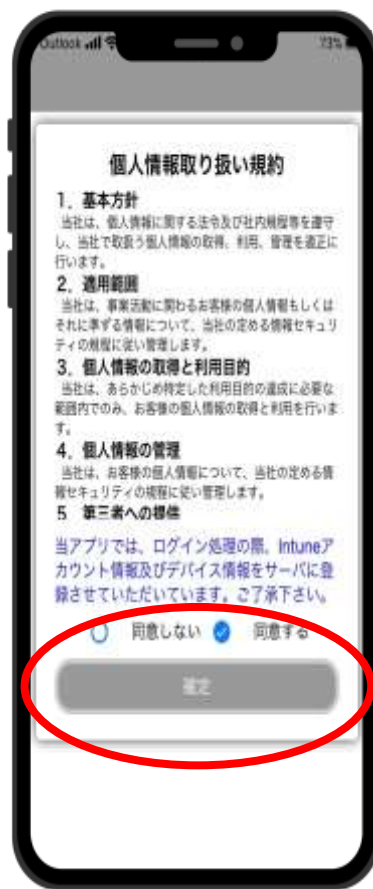 Outlook
73%
個人情報取り扱い規約
1. 基本方針
当社は、個人情報に関する法令及び社内規程等を遵守
し、当社で取扱う個人情報の取得、利用、管理を適正に
行います。
2. 適用範囲
当社は、事業活動に関わるお客様の個人情報もしくは
それに準ずる情報について、当社の定める情報セキュリ
ティの規程に従い管理します。
3. 個人情報の取得と利用目的
当社は、あらかじめ特定した利用目的の達成に必要な
範囲内でのみ、お客様の個人情報の取得と利用を行いま
す。
4. 個人情報の管理
当社は、お客様の個人情報について、当社の定める情
報セキュリティの規程に従い管理します。
5 第三者への提供
当アプリでは、ログイン処理の際、Intuneア
カウント情報及びデバイス情報をサーバに登
録させていただいています。ご了承下さい。
同意しない 同意する
確定